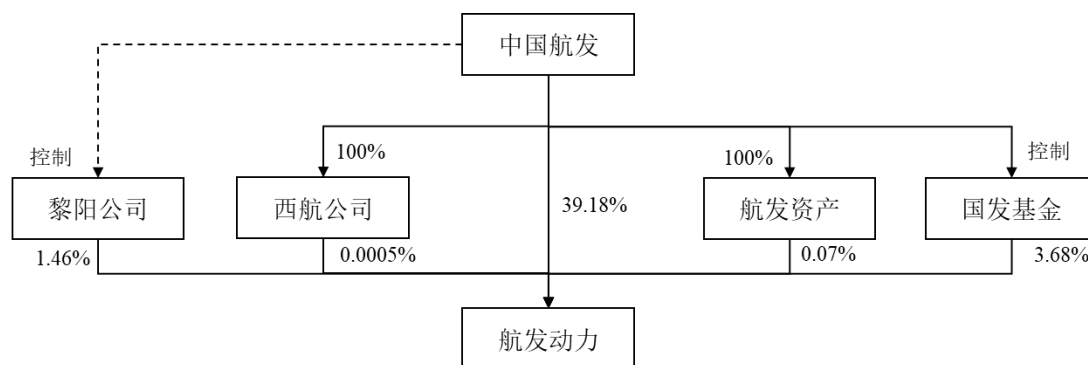 中国航发
控制
100%
100%
控制
黎阳公司
西航公司
39.18%
航发资产
国发基金
1.46%
0.0005%
0.07%
3.68%
航发动力